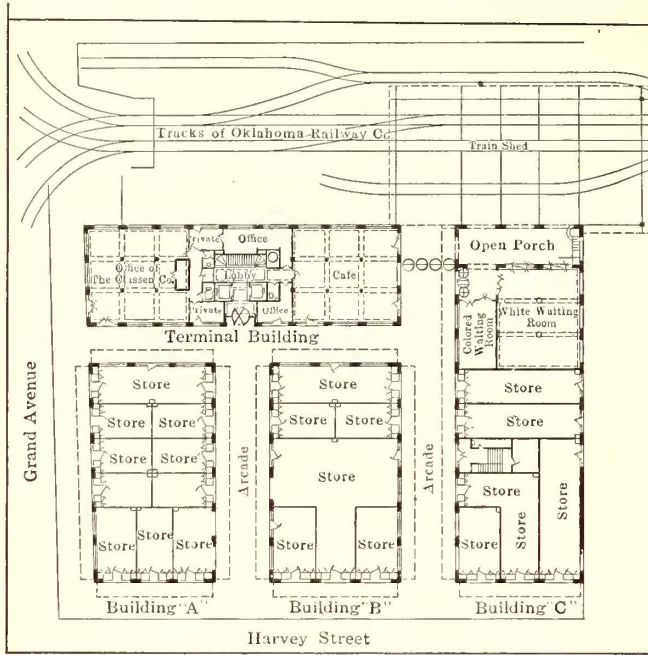 Tracks of Oklahoma Railway Co
Train Shed
Private
Office
Open Porch
Office of
The Classen Co.
Lobby
Cafe
Private
Office
Colored
Waiting
Room
White Waiting
Room
Terminal Building
Grand Avenue
Store
Store
Store
Store
Store
Store
Store
Store
Arcade
Store
Store
Store
Store
Store
Store
Arcade
Store
Store
Store
Store
Store
Store
Building "A"
Building "B"
Building "C"
Harvey Street